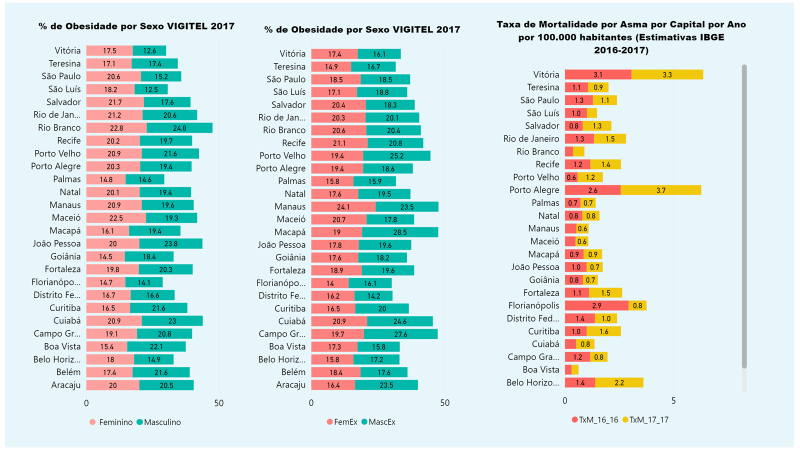 % de Obesidade por Sexo VIGITEL 2017
Vitória 17.5 12.6
Teresina 17.1 17.4
São Paulo 20.6 15.2
São Luís 18.2 12.5
Salvador 21.7 17.6
Rio de Jan... 21.2 20.6
Rio Branco 22.8 24.8
Recife 20.2 19.7
Porto Velho 20.9 21.6
Porto Alegre 20.3 19.4
Palmas 14.8 14.6
Natal 20.1 19.4
Manaus 20.9 19.6
Maceió 22.5 19.3
Macapá 16.1 19.4
João Pessoa 20 23.8
Goiânia 14.5 18.4
Fortaleza 19.8 20.3
Florianópo... 14.7 14.1
Distrito Fe... 16.7 16.6
Curitiba 16.5 21.6
Cuiabá 20.9 23
Campo Gr... 19.1 20.8
Boa Vista 15.4 22.1
Belo Horiz... 18 14.9
Belém 17.4 21.6
Aracaju 20 20.5
0 50
Feminino Masculino
% de Obesidade por Sexo VIGITEL 2017
Vitória 17.4 16.1
Teresina 14.9 16.7
São Paulo 18.5 18.5
São Luís 17.1 18.8
Salvador 20.4 18.3
Rio de Jan... 20.3 20.1
Rio Branco 20.6 20.4
Recife 21.1 20.8
Porto Velho 19.4 25.2
Porto Alegre 19.4 18.6
Palmas 15.8 15.9
Natal 17.6 19.5
Manaus 24.1 23.5
Maceió 20.7 17.8
Macapá 19 28.5
João Pessoa 17.8 19.6
Goiânia 17.6 18.2
Fortaleza 18.9 19.6
Florianópo... 14 16.1
Distrito Fe... 16.2 14.2
Curitiba 16.5 20
Cuiabá 20.9 24.6
Campo Gr... 19.7 27.6
Boa Vista 17.3 15.8
Belo Horiz... 15.8 17.2
Belém 18.4 17.6
Aracaju 16.4 23.5
0 50
FemEx MascEx
Taxa de Mortalidade por Asma por Capital por Ano
por 100.000 habitantes (Estimativas IBGE
2016-2017)
Vitória 3.1 3.3
Teresina 1.1 0.9
São Paulo 1.3 1.1
São Luís 1.0
Salvador 0.8 1.3
Rio de Janeiro 1.3 1.5
Rio Branco
Recife 1.2 1.4
Porto Velho 0.6 1.2
Porto Alegre 2.6 3.7
Palmas 0.7 0.7
Natal 0.8 0.8
Manaus 0.6
Maceió 0.6
Macapá 0.9 0.9
João Pessoa 1.0 0.7
Goiânia 0.8 0.7
Fortaleza 1.1 1.5
Florianópolis 2.9 0.8
Distrito Fed... 1.4 1.0
Curitiba 1.0 1.6
Cuiabá 0.8
Campo Gra... 1.2 0.8
Boa Vista
Belo Horizo... 1.4 2.2
0 5
TxM_16_16 TxM_17_17